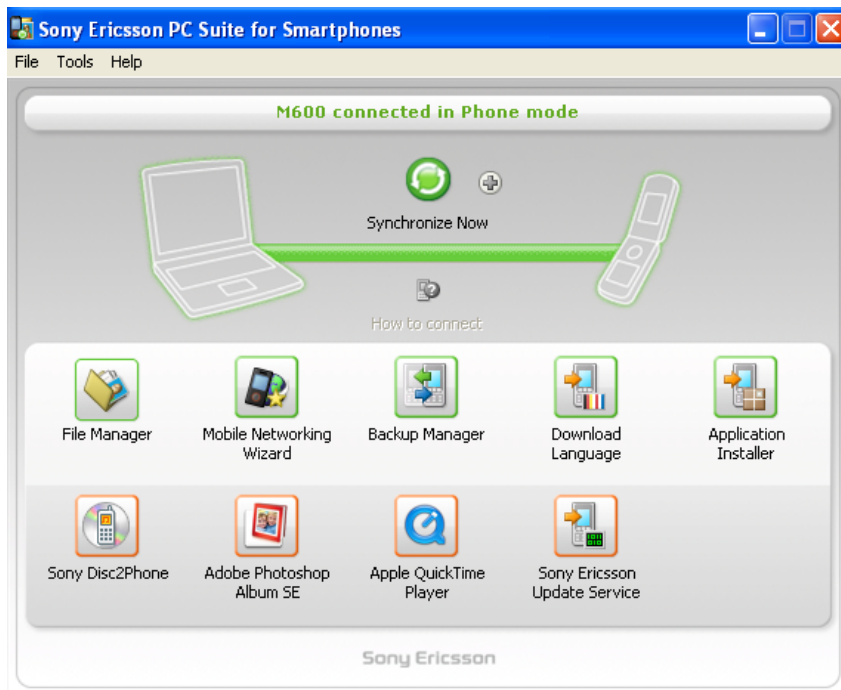 Sony Ericsson PC Suite for Smartphones
File Tools Help
M600 connected in Phone mode
Synchronize Now
How to connect
File Manager
Mobile Networking
Wizard
Backup Manager
Download
Language
Application
Installer
Sony Disc2Phone
Adobe Photoshop
Album SE
Apple QuickTime
Player
Sony Ericsson
Update Service
Sony Ericsson